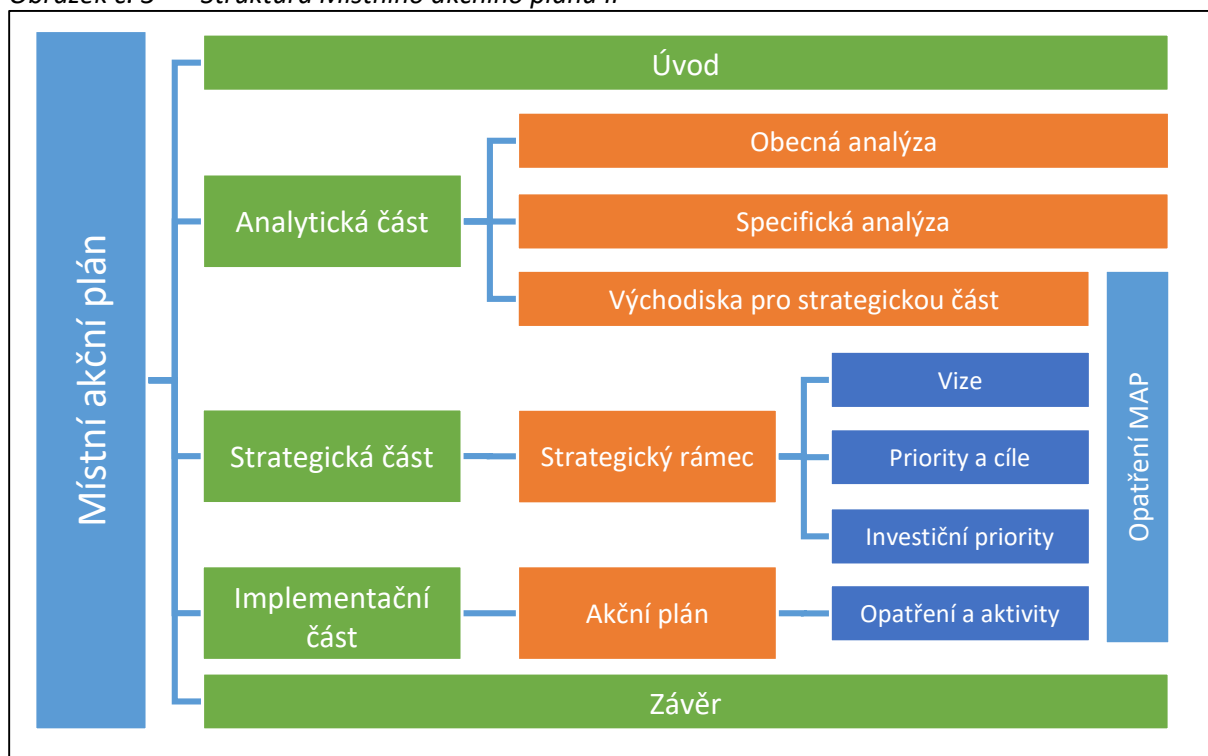 Místní akční plán
Úvod
Analytická část
Obecná analýza
Specifická analýza
Východiska pro strategickou část
Strategická část
Strategický rámec
Vize
Priority a cíle
Investiční priority
Implementační
část
Akční plán
Opatření a aktivity
Opatření MAP
Závěr